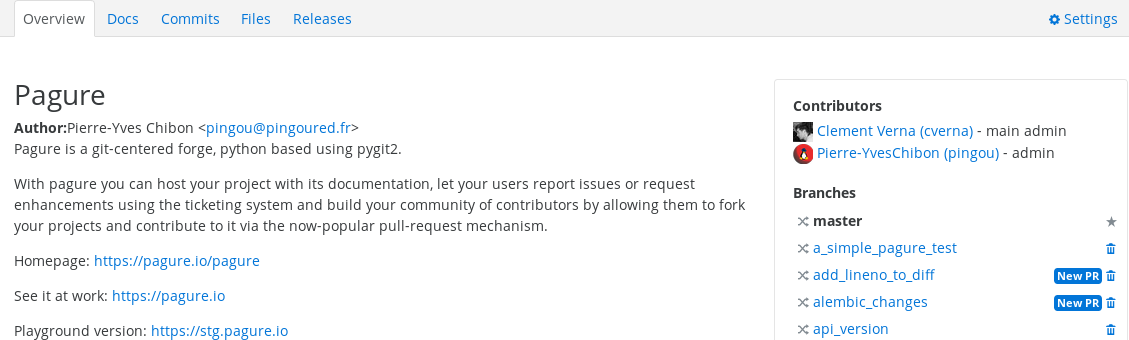 Overview Docs Commits Files Releases Settings
Pagure
Author:Pierre-Yves Chibon <pingou@pingoured.fr>
Pagure is a git-centered forge, python based using pygit2.
With pagure you can host your project with its documentation, let your users report issues or request
enhancements using the ticketing system and build your community of contributors by allowing them to fork
your projects and contribute to it via the now-popular pull-request mechanism.
Homepage: https://pagure.io/pagure
See it at work: https://pagure.io
Playground version: https://stg.pagure.io
Contributors
Clement Verna (cverna) - main admin
Pierre-YvesChibon (pingou) - admin
Branches
master
a_simple_pagure_test
add_lineno_to_diff New PR
alembic_changes New PR
api_version